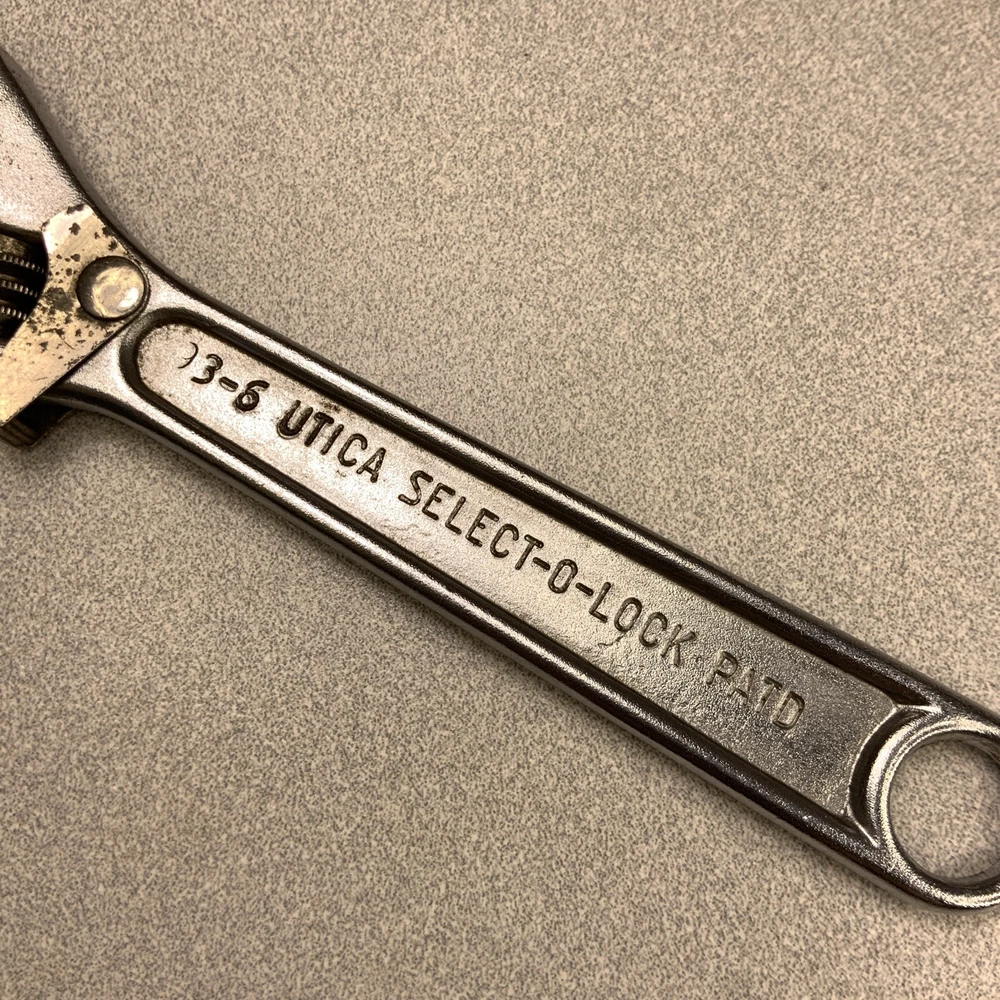 3-6 UTICA SELECT-O-LOCK PATD